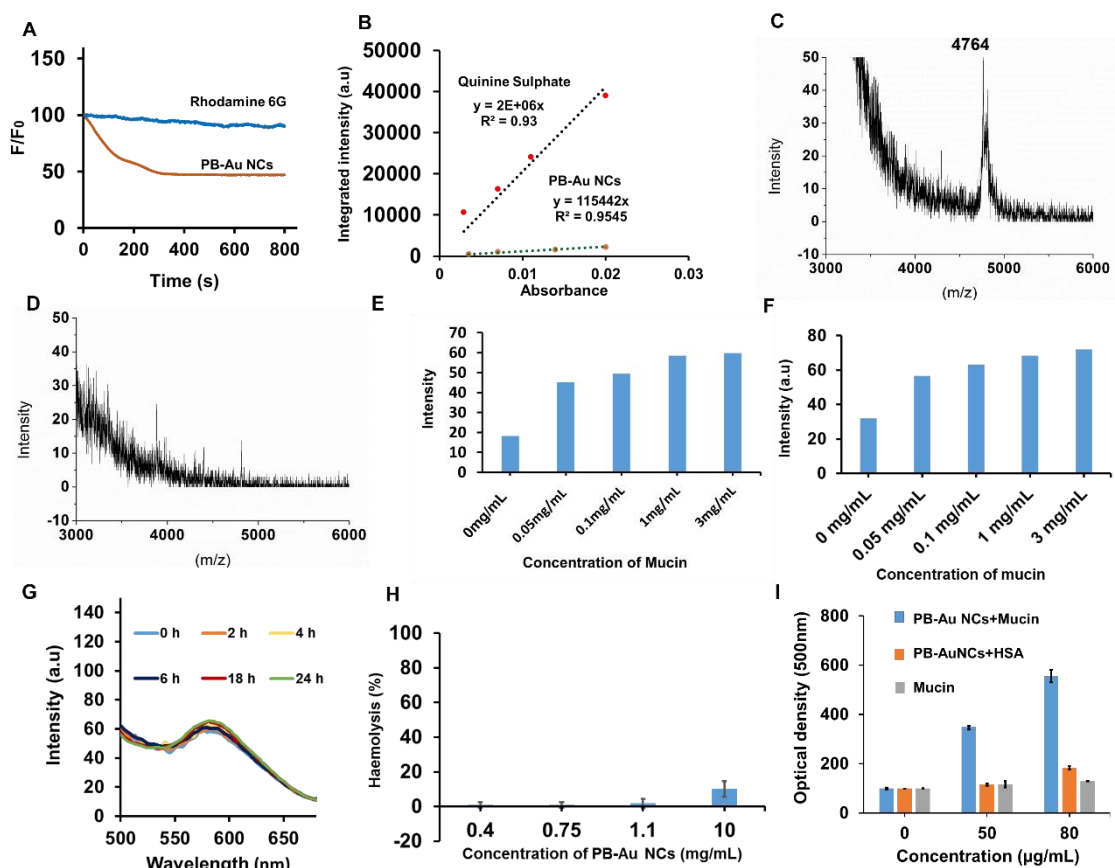 A
150
100
50
0
F/F0
Rhodamine 6G
PB-Au NCs
0 200 400 600 800
Time (s)
B
50000
40000
30000
20000
10000
0
Integrated intensity (a.u)
Quinine Sulphate
y = 2E+06x
R² = 0.93
PB-Au NCs
y = 115442x
R² = 0.9545
0 0.01 0.02 0.03
Absorbance
C
4764
50
40
30
20
10
0
-10
Intensity
3000 4000 5000 6000
(m/z)
D
50
40
30
20
10
0
-10
Intensity
3000 4000 5000 6000
(m/z)
E
70
60
50
40
30
20
10
0
Intensity
0mg/mL
0.05mg/mL
0.1mg/mL
1mg/mL
3mg/mL
Concentration of Mucin
F
80
60
40
20
0
Intensity (a.u)
0 mg/mL
0.05 mg/mL
0.1 mg/mL
1 mg/mL
3 mg/mL
Concentration of mucin
G
140
120
100
80
60
40
20
0
Intensity (a.u)
0 h 2 h 4 h
6 h 18 h 24 h
500 550 600 650
Wavelength (nm)
H
100
80
60
40
20
0
-20
Haemolysis (%)
0.4 0.75 1.1 10
Concentration of PB-Au NCs (mg/mL)
I
800
600
400
200
0
Optical density (500nm)
PB-Au NCs+Mucin
PB-AuNCs+HSA
Mucin
0 50 80
Concentration (µg/mL)